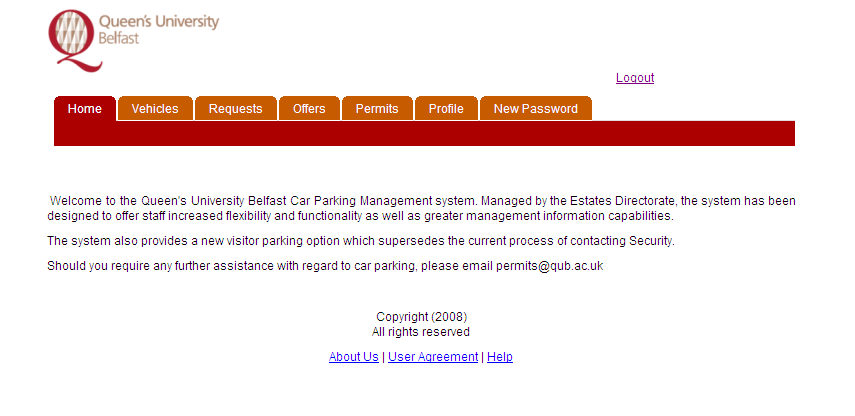 Queen's University
Belfast
Logout
Home Vehicles Requests Offers Permits Profile New Password
Welcome to the Queen's University Belfast Car Parking Management system. Managed by the Estates Directorate, the system has been
designed to offer staff increased flexibility and functionality as well as greater management information capabilities.
The system also provides a new visitor parking option which supersedes the current process of contacting Security.
Should you require any further assistance with regard to car parking, please email permits@qub.ac.uk
Copyright (2008)
All rights reserved
About Us | User Agreement | Help